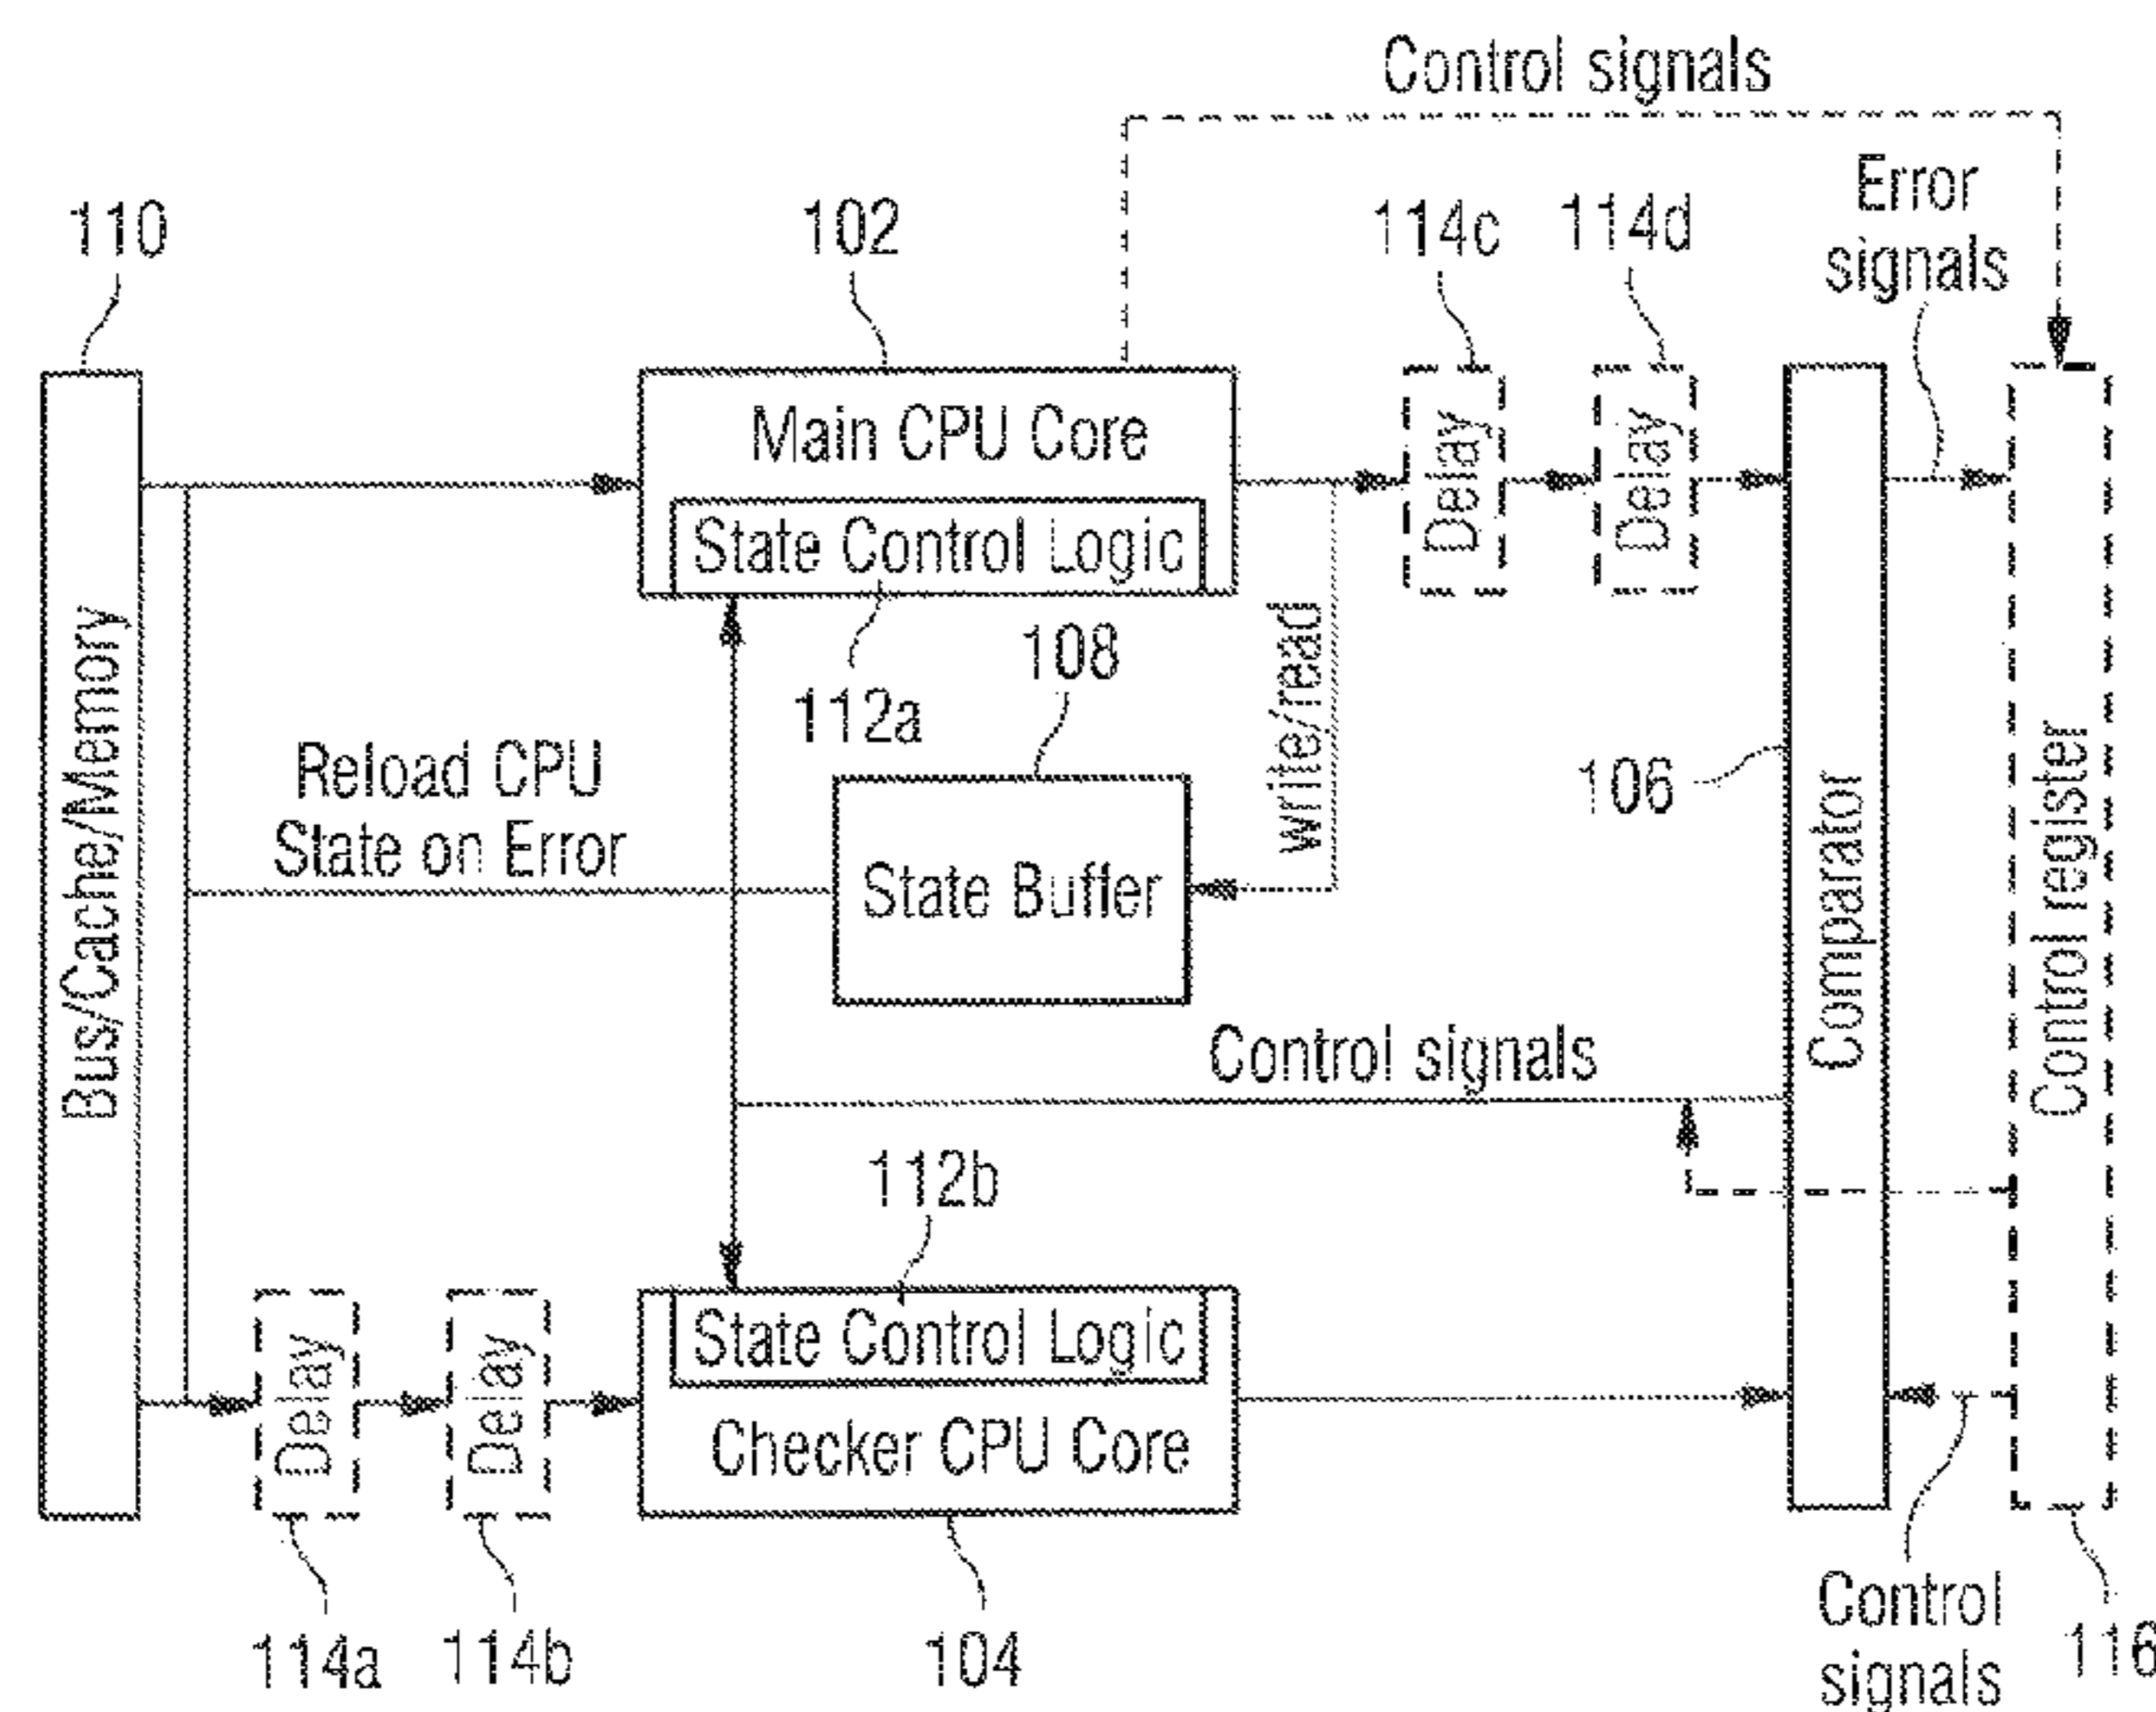 Control signals
Error
signals
110
102
114c
114d
Main CPU Core
State Control Logic
Delay
Delay
112a
108
write/read
Reload CPU
State on Error
State Buffer
106
Bus/Cache/Memory
Comparator
Control register
Control signals
112b
State Control Logic
Checker CPU Core
Delay
Delay
114a
114b
104
Control
signals
116